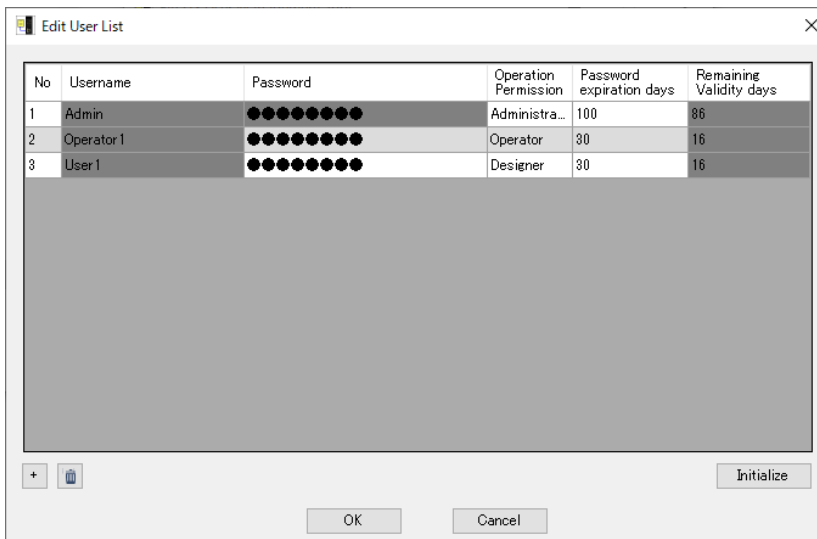 Edit User List
No Username Password Operation Permission Password expiration days Remaining Validity days
1 Admin ●●●●●●●● Administra... 100 86
2 Operator1 ●●●●●●●● Operator 30 16
3 User1 ●●●●●●●● Designer 30 16
+ Initialize
OK Cancel